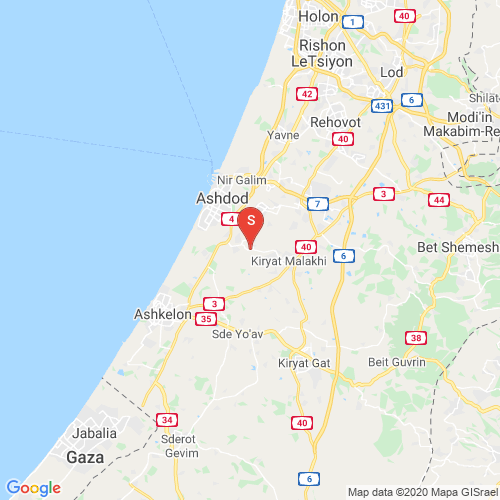 Holon
40
Rishon
LeTsiyon
Lod
42
431
6
Shilat
Rehovot
Modi'in
Makabim-Re
Yavne
40
Nir Galim
3
Ashdod
7
44
4
S
40
Bet Shemesh
6
Kiryat Malakhi
3
Ashkelon
35
Sde Yo'av
38
Kiryat Gat
Beit Guvrin
34
40
Jabalia
Sderot
Gevim
Gaza
6
Google
Map data ©2020 Mapa GISrael